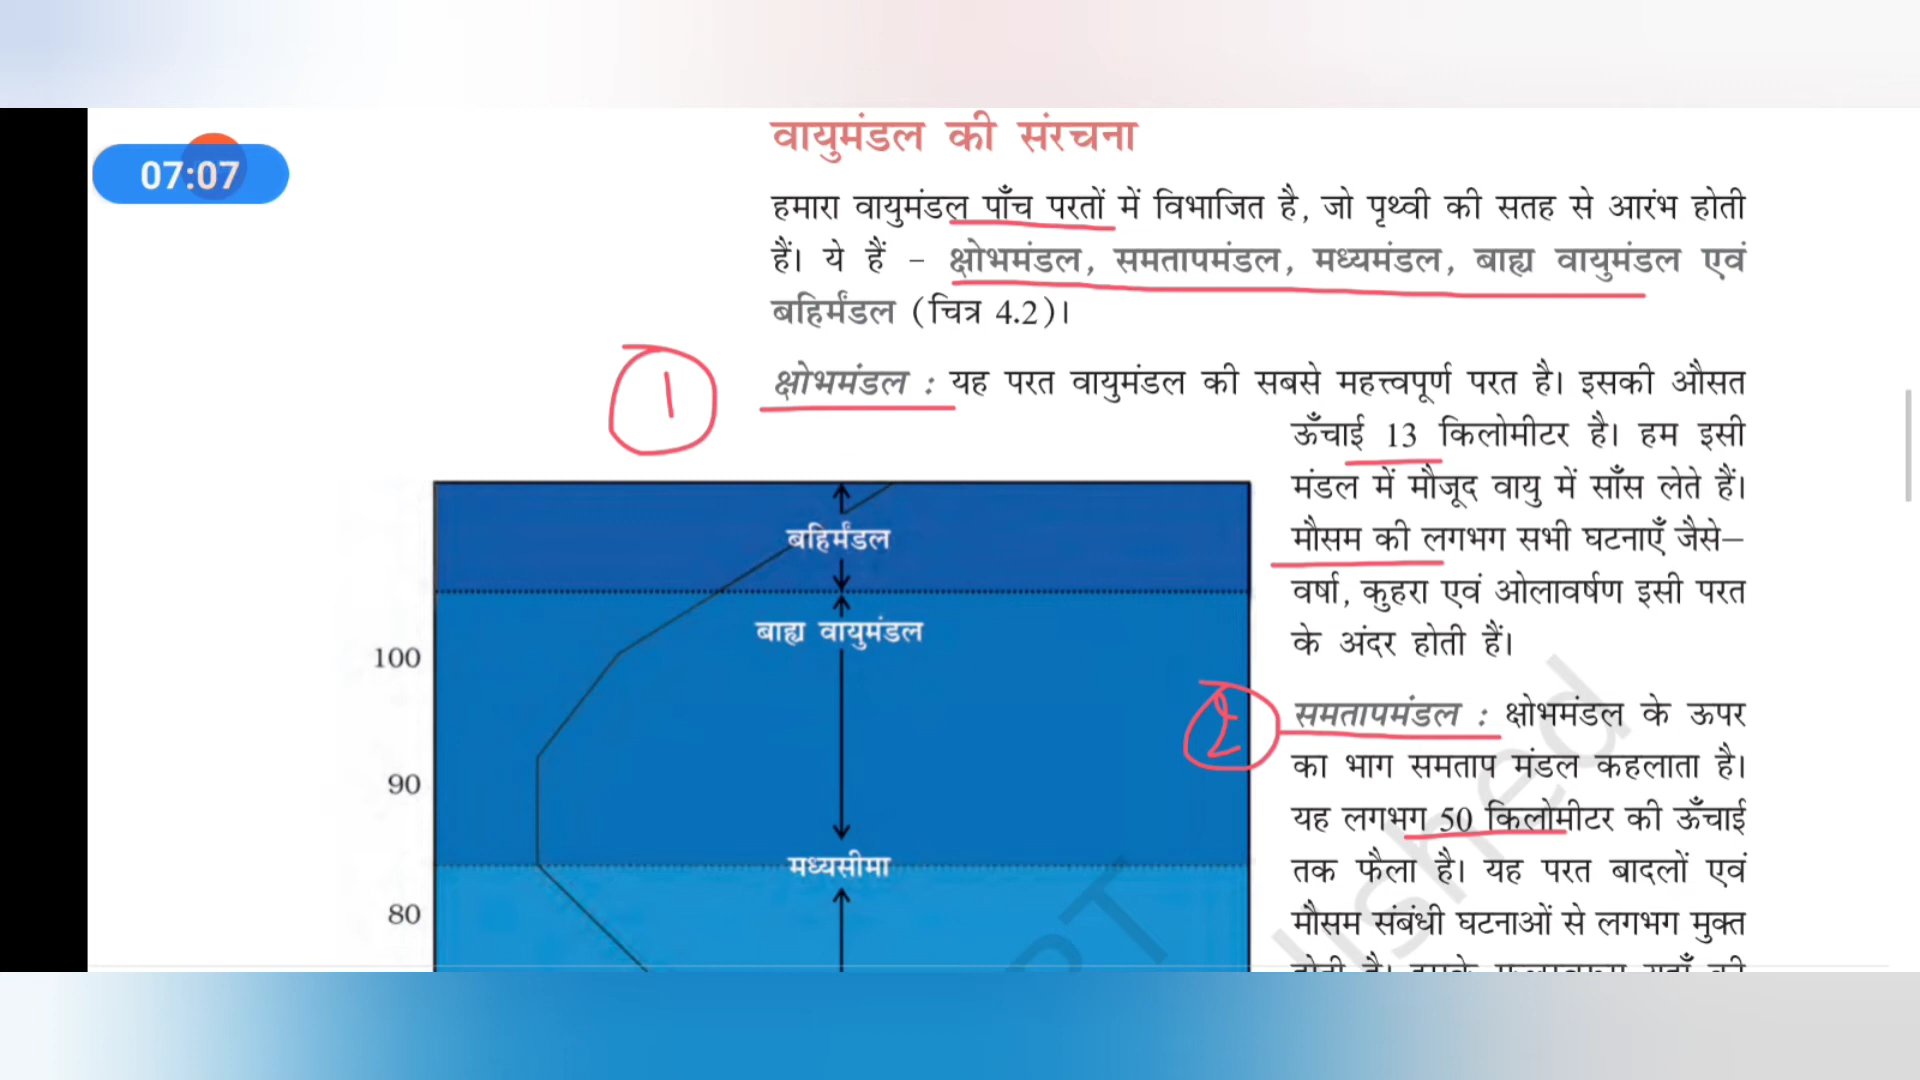 वायुमंडल की संरचना
07:07
हमारा वायुमंडल पाँच परतों में विभाजित है, जो पृथ्वी की सतह से आरंभ होती
हैं। ये हैं – क्षोभमंडल, समतापमंडल, मध्यमंडल, बाह्य वायुमंडल एवं
बहिर्मंडल (चित्र 4.2)।
1
क्षोभमंडल : यह परत वायुमंडल की सबसे महत्त्वपूर्ण परत है। इसकी औसत
ऊँचाई 13 किलोमीटर है। हम इसी
मंडल में मौजूद वायु में साँस लेते हैं।
मौसम की लगभग सभी घटनाएँ जैसे–
वर्षा, कुहरा एवं ओलावर्षण इसी परत
के अंदर होती हैं।
2
समतापमंडल : क्षोभमंडल के ऊपर
का भाग समताप मंडल कहलाता है।
यह लगभग 50 किलोमीटर की ऊँचाई
तक फैला है। यह परत बादलों एवं
मौसम संबंधी घटनाओं से लगभग मुक्त
बहिर्मंडल
बाह्य वायुमंडल
100
90
मध्यसीमा
80